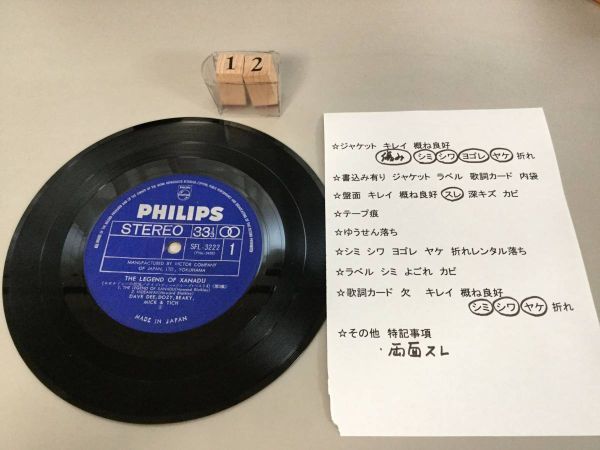 1 2
PHILIPS
STEREO 33⅓ 1
SFL-3222
MANUFACTURED BY VICTOR COMPANY
OF JAPAN, LTD., YOKOHAMA
THE LEGEND OF XANADU
DAVE DEE, DOZY, BEAKY,
MICK & TICH
MADE IN JAPAN
☆ジャケット キレイ 概ね良好
傷み シミ シワ ヨゴレ ヤケ 折れ
☆書込み有り ジャケット ラベル 歌詞カード 内袋
☆盤面 キレイ 概ね良好 スレ 深キズ カビ
☆テープ痕
☆ゆうせん落ち
☆シミ シワ ヨゴレ ヤケ 折れレンタル落ち
☆ラベル シミ よごれ カビ
☆歌詞カード 欠 キレイ 概ね良好
シミ シワ ヤケ 折れ
☆その他 特記事項
・両面スレ